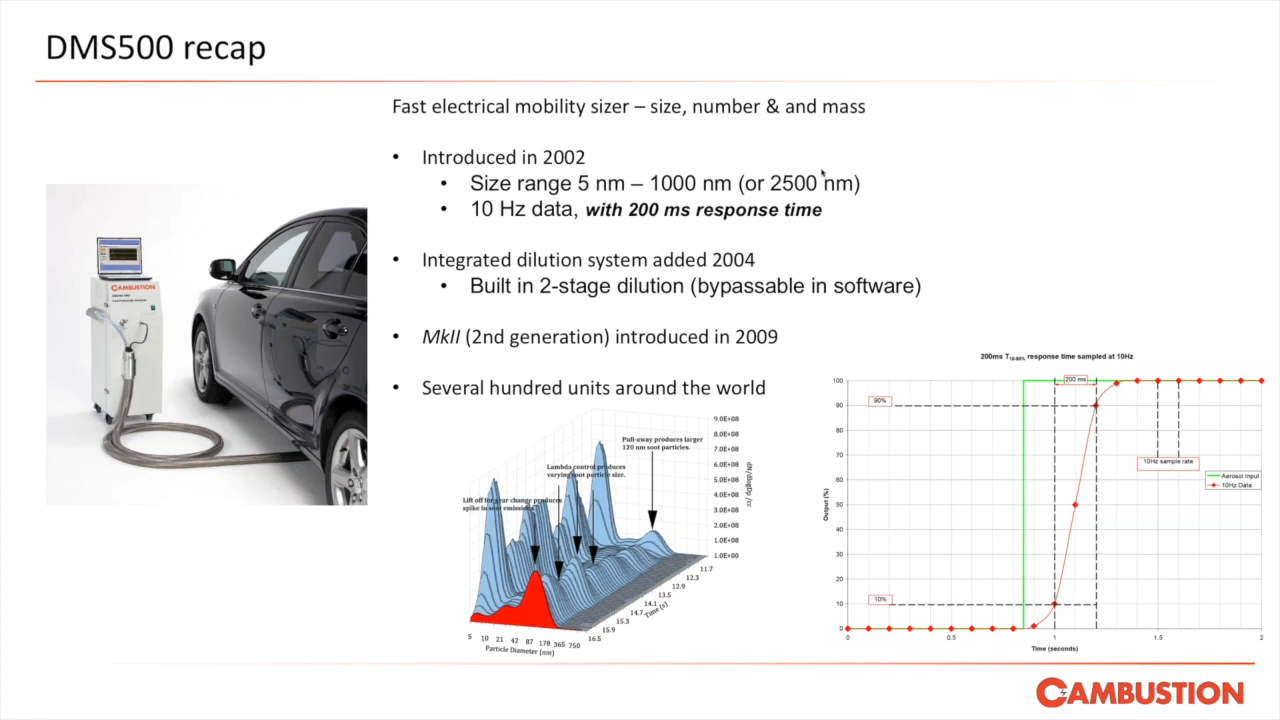 DMS500 recap
Fast electrical mobility sizer – size, number & and mass
• Introduced in 2002
• Size range 5 nm – 1000 nm (or 2500 nm)
• 10 Hz data, with 200 ms response time
• Integrated dilution system added 2004
• Built in 2-stage dilution (bypassable in software)
• MkII (2nd generation) introduced in 2009
• Several hundred units around the world
CAMBUSTION
Pull-away produces larger
120 nm soot particles.
Lambda control produces
varying soot particle size.
Lift off for gear change produces
spike in soot emissions.
9.0E+08
8.0E+08
7.0E+08
6.0E+08
5.0E+08
4.0E+08
3.0E+08
2.0E+08
1.0E+08
1.0E+00
dN/dlogDp /cc
11.7
12.3
12.9
13.5
14.1
14.7
15.3
15.9
16.5
Time (s)
5 10 21 42 87 178 365 750
Particle Diameter (nm)
200ms T10-90% response time sampled at 10Hz
200 ms
90%
10%
10Hz sample rate
Aerosol Input
10Hz Data
Output (%)
100
90
80
70
60
50
40
30
20
10
0
0 0.5 1 1.5 2
Time (seconds)
CAMBUSTION